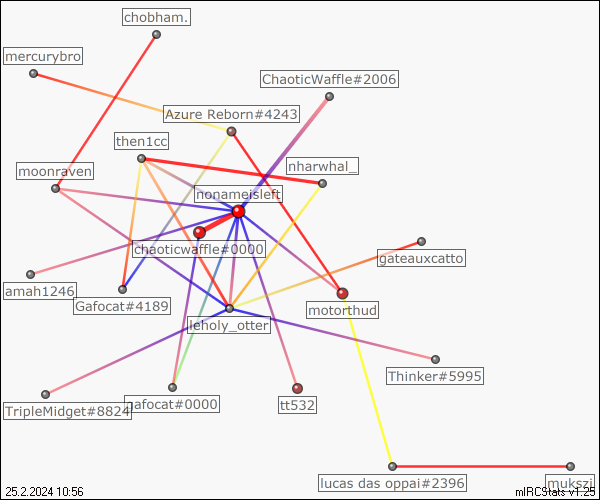 chobham.
mercurybro
ChaoticWaffle#2006
Azure Reborn#4243
then1cc
nharwhal_
moonraven
nonameisleft
chaoticwaffle#0000
gateauxcatto
amah1246
Gafocat#4189
motorthud
leholy_otter
Thinker#5995
TripleMidget#8824
gafocat#0000
tt532
lucas das oppai#2396
mukszi
25.2.2024 10:56
mIRCStats v1.25